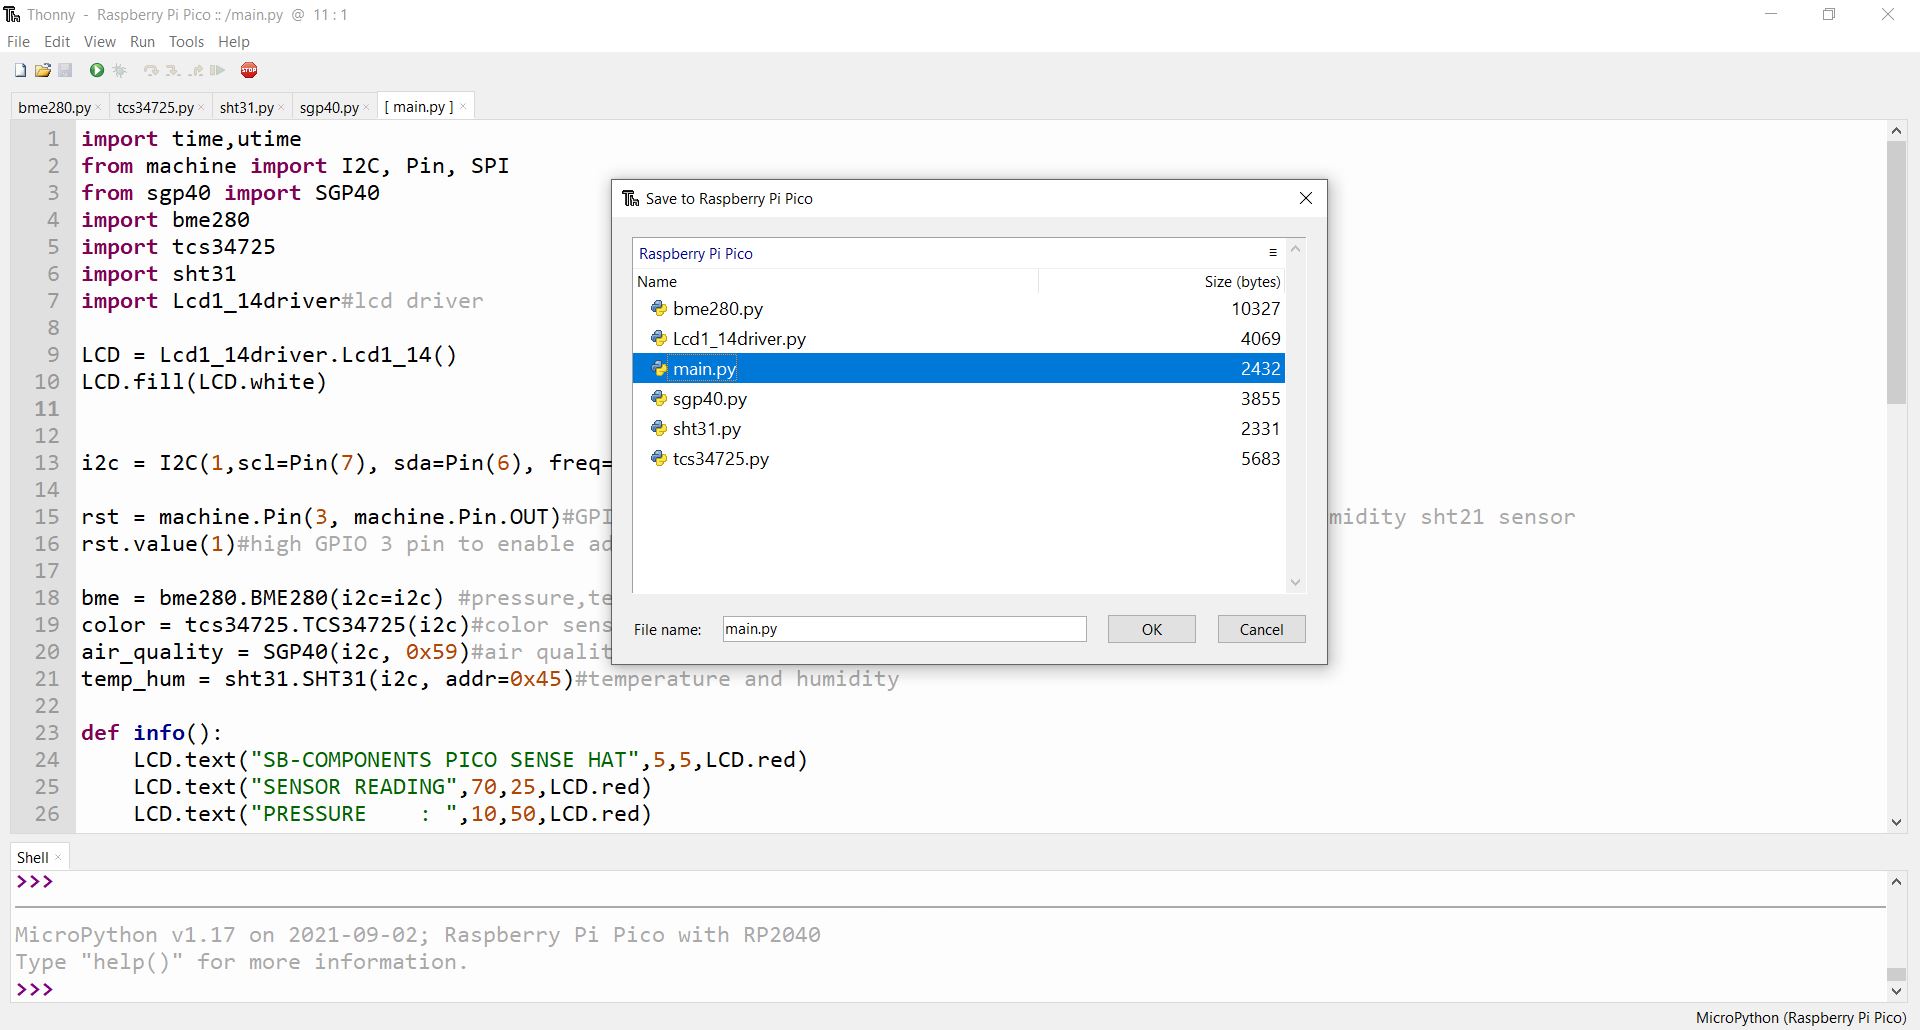 Thonny - Raspberry Pi Pico :: /main.py @ 11 : 1
File Edit View Run Tools Help
STOP
bme280.py × tcs34725.py × sht31.py × sgp40.py × [ main.py ] ×
1 import time,utime
2 from machine import I2C, Pin, SPI
3 from sgp40 import SGP40
4 import bme280
5 import tcs34725
6 import sht31
7 import Lcd1_14driver#lcd driver
8
9 LCD = Lcd1_14driver.Lcd1_14()
10 LCD.fill(LCD.white)
11
12
13 i2c = I2C(1,scl=Pin(7), sda=Pin(6), freq=
14
15 rst = machine.Pin(3, machine.Pin.OUT)#GPI midity sht21 sensor
16 rst.value(1)#high GPIO 3 pin to enable ad
17
18 bme = bme280.BME280(i2c=i2c) #pressure,te
19 color = tcs34725.TCS34725(i2c)#color sens
20 air_quality = SGP40(i2c, 0x59)#air qualit
21 temp_hum = sht31.SHT31(i2c, addr=0x45)#temperature and humidity
22
23 def info():
24 LCD.text("SB-COMPONENTS PICO SENSE HAT",5,5,LCD.red)
25 LCD.text("SENSOR READING",70,25,LCD.red)
26 LCD.text("PRESSURE    : ",10,50,LCD.red)
Save to Raspberry Pi Pico
Raspberry Pi Pico
Name Size (bytes)
bme280.py 10327
Lcd1_14driver.py 4069
main.py 2432
sgp40.py 3855
sht31.py 2331
tcs34725.py 5683
File name: main.py OK Cancel
Shell ×
>>>
MicroPython v1.17 on 2021-09-02; Raspberry Pi Pico with RP2040
Type "help()" for more information.
>>>
MicroPython (Raspberry Pi Pico)